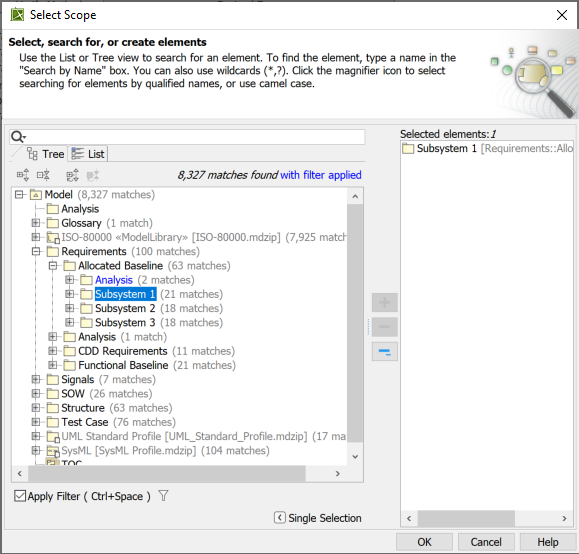 Select Scope
Select, search for, or create elements
Use the List or Tree view to search for an element. To find the element, type a name in the
"Search by Name" box. You can also use wildcards (*,?). Click the magnifier icon to select
searching for elements by qualified names, or use camel case.
Selected elements:1
Tree List
Subsystem 1 [Requirements::Allo
8,327 matches found with filter applied
Model (8,327 matches)
Analysis
Glossary (1 match)
ISO-80000 «ModelLibrary» [ISO-80000.mdzip] (7,925 match
Requirements (100 matches)
Allocated Baseline (63 matches)
Analysis (2 matches)
Subsystem 1 (21 matches)
Subsystem 2 (18 matches)
Subsystem 3 (18 matches)
Analysis (1 match)
CDD Requirements (11 matches)
Functional Baseline (21 matches)
Signals (7 matches)
SOW (26 matches)
Structure (63 matches)
Test Case (76 matches)
UML Standard Profile [UML_Standard_Profile.mdzip] (17 ma
SysML [SysML Profile.mdzip] (104 matches)
TOC
Apply Filter ( Ctrl+Space )
Single Selection
OK Cancel Help